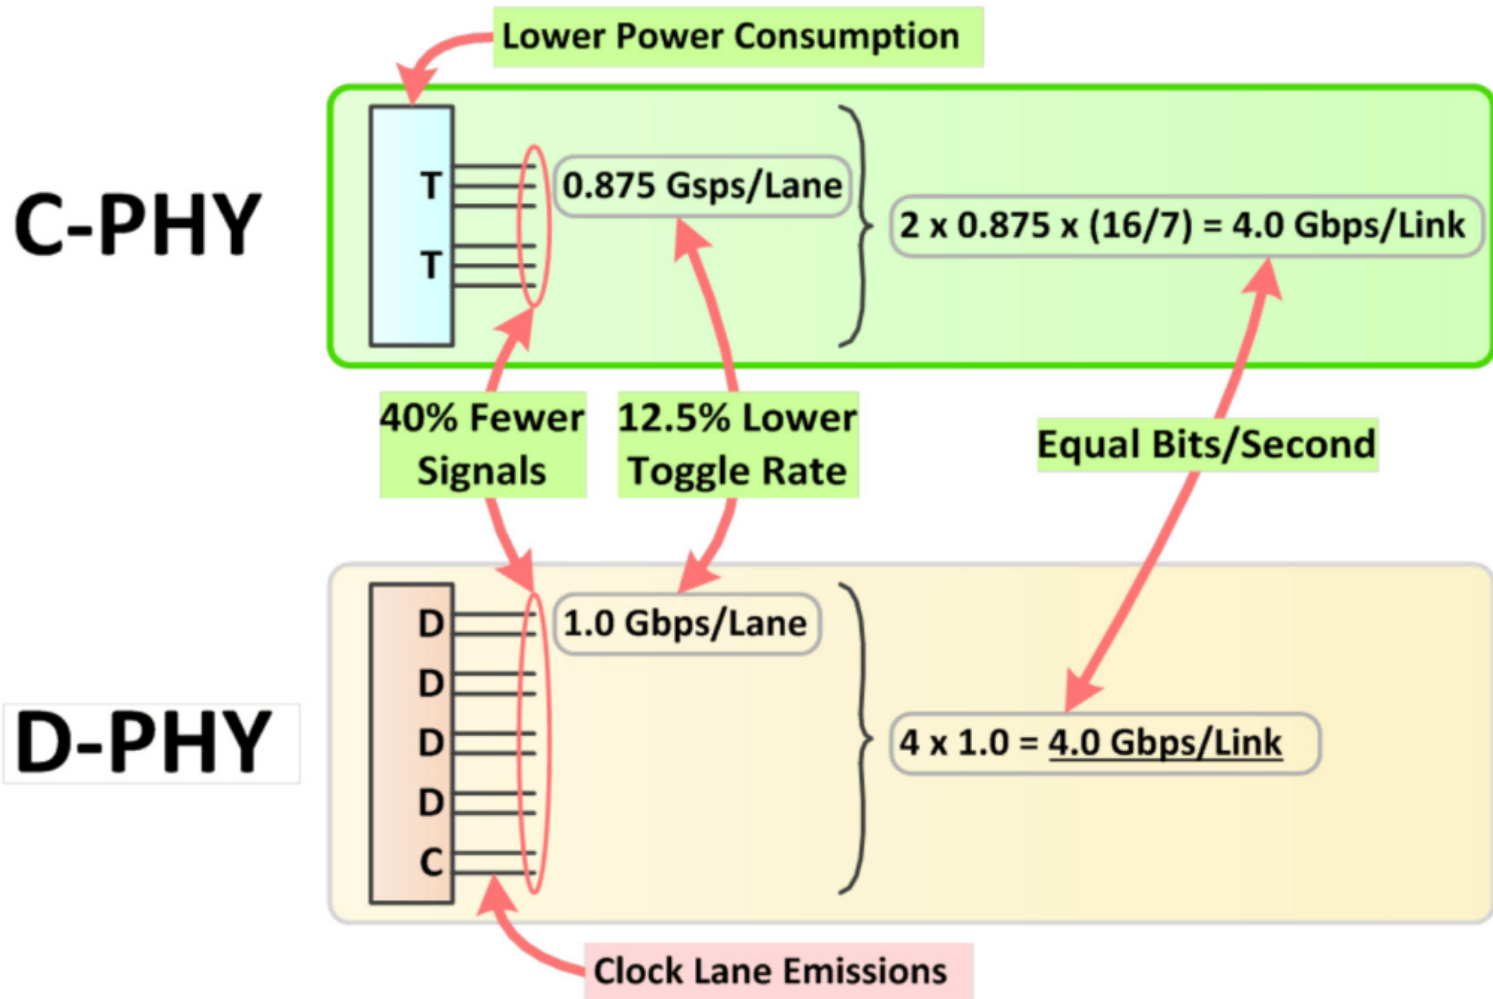 Lower Power Consumption
C-PHY
T
T
0.875 Gsps/Lane
2 x 0.875 x (16/7) = 4.0 Gbps/Link
40% Fewer
Signals
12.5% Lower
Toggle Rate
Equal Bits/Second
D-PHY
D
D
D
D
C
1.0 Gbps/Lane
4 x 1.0 = 4.0 Gbps/Link
Clock Lane Emissions